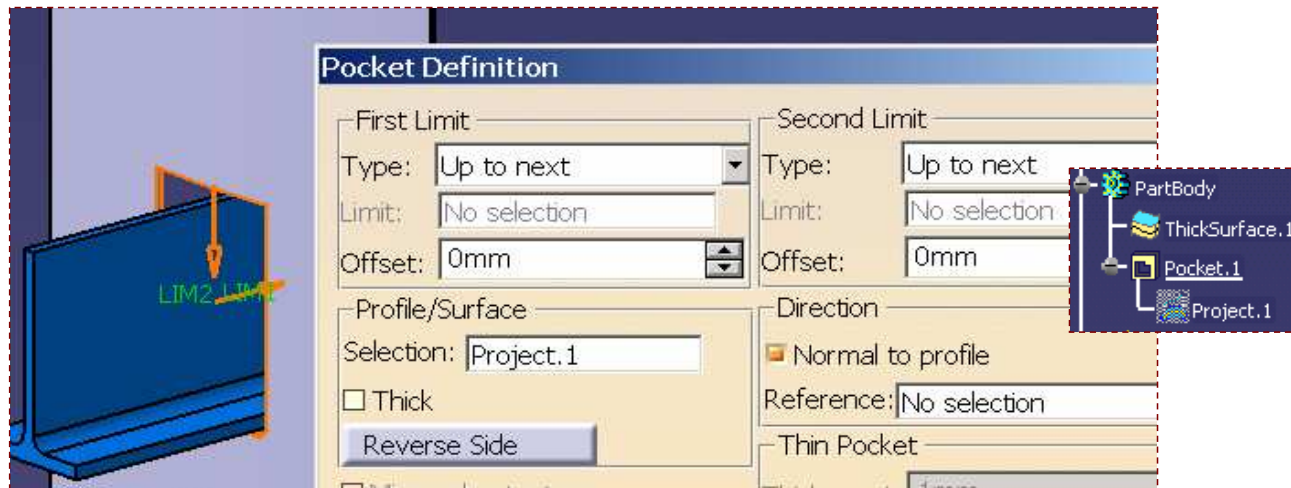 Pocket Definition
First Limit
Second Limit
Type: Up to next
Type: Up to next
Limit: No selection
Limit: No selection
Offset: 0mm
Offset: 0mm
PartBody
ThickSurface.1
Pocket.1
Project.1
LIM2 LIM1
Profile/Surface
Direction
Selection: Project.1
Normal to profile
Thick
Reference: No selection
Reverse Side
Thin Pocket